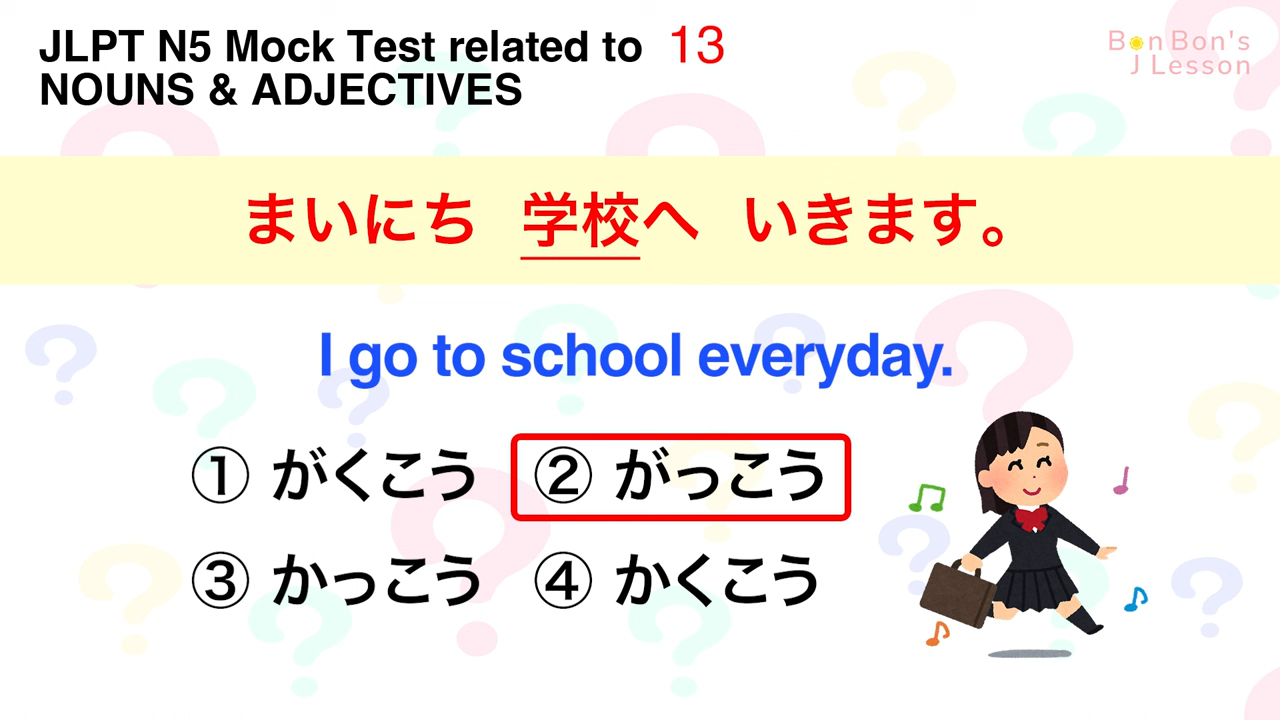 JLPT N5 Mock Test related to 13
NOUNS & ADJECTIVES
BonBon's
J Lesson
まいにち 学校へ いきます。
I go to school everyday.
① がくこう ② がっこう
③ かっこう ④ かくこう